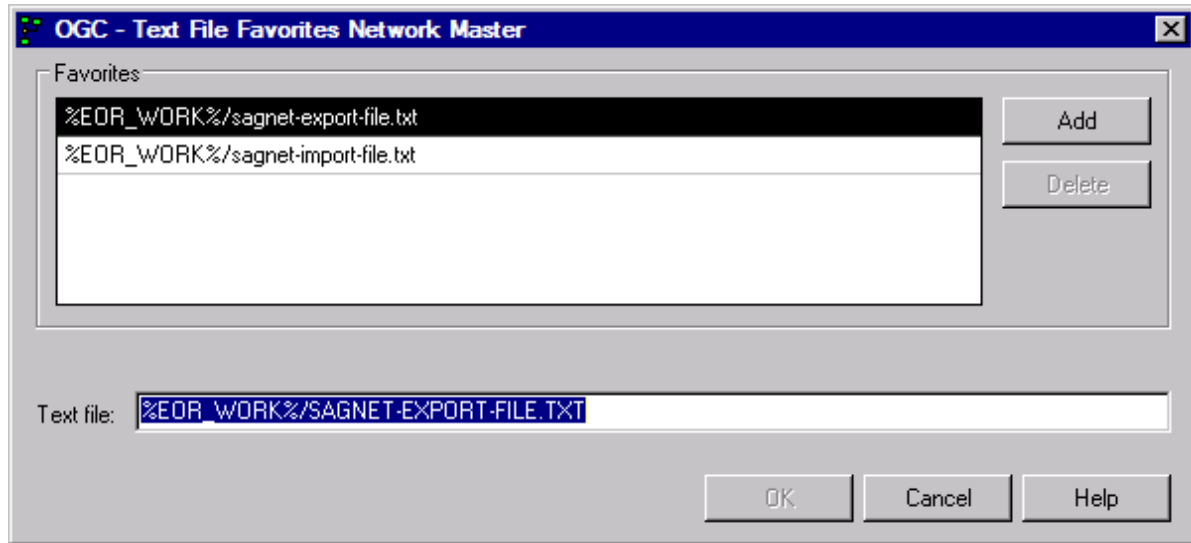 OGC - Text File Favorites Network Master
Favorites
%EOR_WORK%/sagnet-export-file.txt
Add
%EOR_WORK%/sagnet-import-file.txt
Delete
Text file: %EOR_WORK%/SAGNET-EXPORT-FILE.TXT
OK Cancel Help